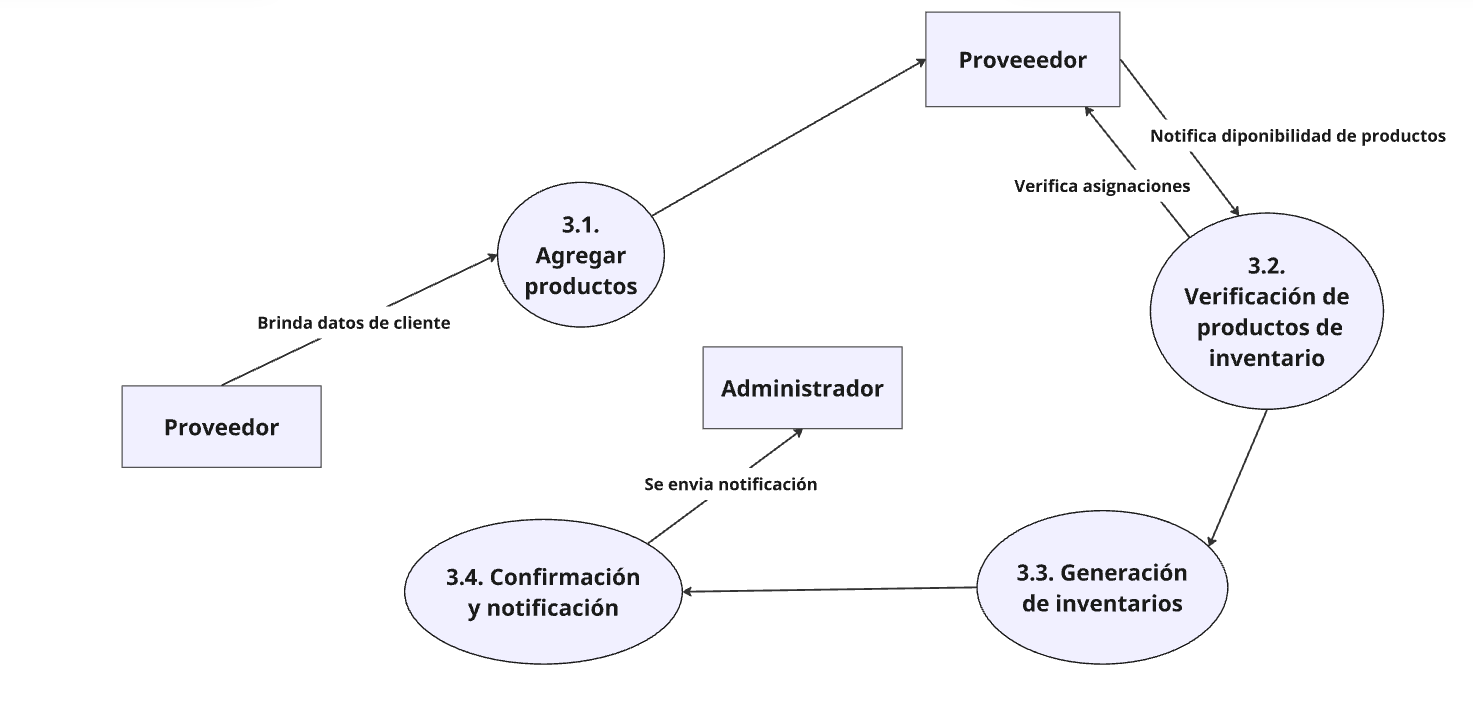 Proveeedor
Notifica diponibilidad de productos
Verifica asignaciones
3.1.
Agregar
productos
3.2.
Verificación de
productos de
inventario
Brinda datos de cliente
Proveedor
Administrador
Se envia notificación
3.4. Confirmación
y notificación
3.3. Generación
de inventarios